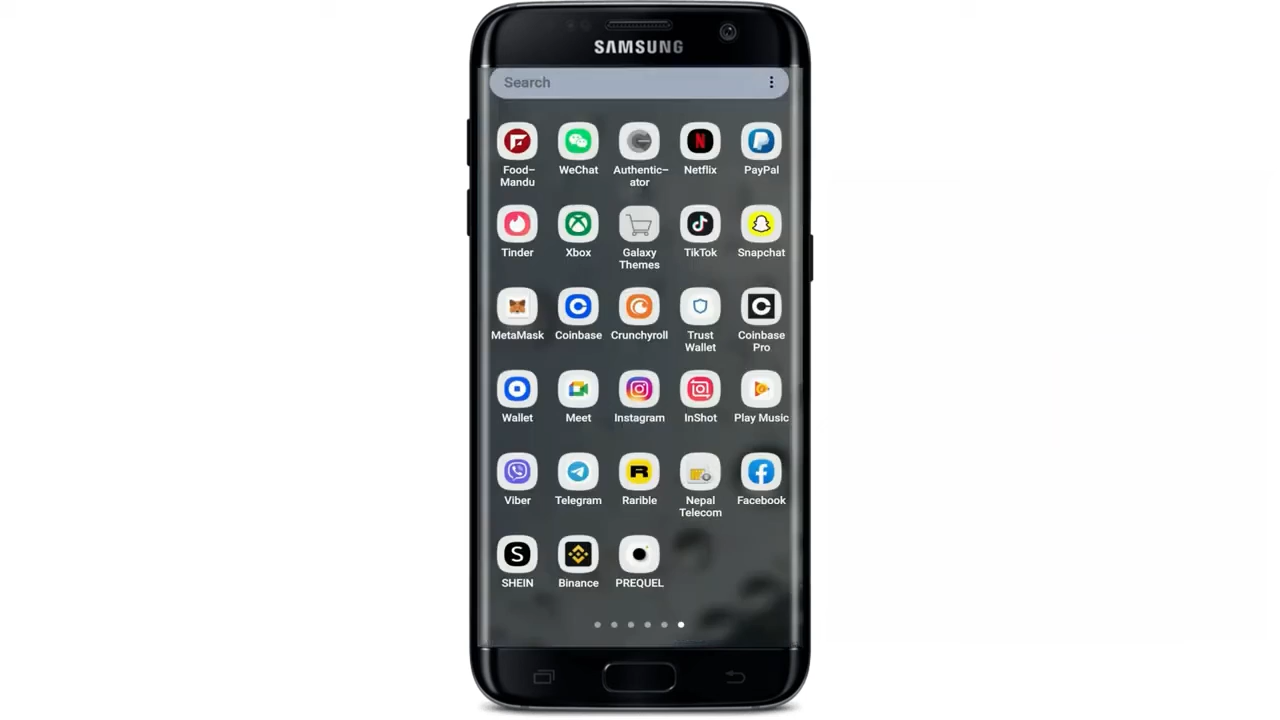 SAMSUNG
Search
Food–
Mandu
WeChat
Authentic–
ator
Netflix
PayPal
Tinder
Xbox
Galaxy
Themes
TikTok
Snapchat
MetaMask
Coinbase
Crunchyroll
Trust
Wallet
Coinbase
Pro
Wallet
Meet
Instagram
InShot
Play Music
Viber
Telegram
Rarible
Nepal
Telecom
Facebook
SHEIN
Binance
PREQUEL